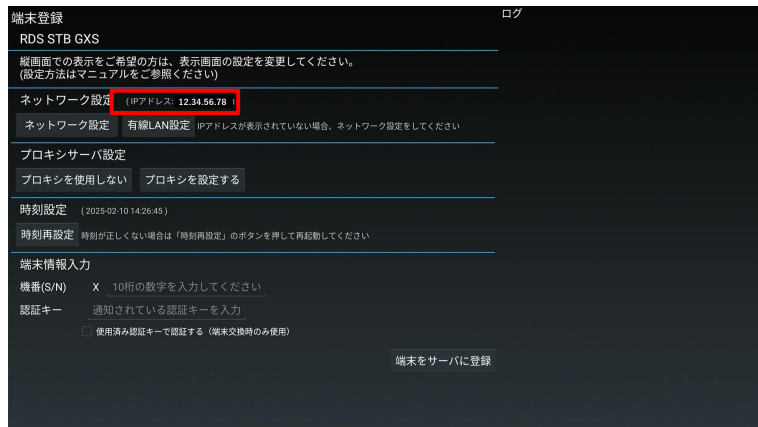 端末登録
ログ
RDS STB GXS
縦画面での表示をご希望の方は、表示画面の設定を変更してください。
(設定方法はマニュアルをご参照ください)
ネットワーク設定 (IPアドレス: 12.34.56.78 )
ネットワーク設定 有線LAN設定 IPアドレスが表示されていない場合、ネットワーク設定をしてください
プロキシサーバ設定
プロキシを使用しない プロキシを設定する
時刻設定 (2025-02-10 14:26:45)
時刻再設定 時刻が正しくない場合は「時刻再設定」のボタンを押して再起動してください
端末情報入力
機番(S/N) X 10桁の数字を入力してください
認証キー 通知されている認証キーを入力
使用済み認証キーで認証する（端末交換時のみ使用）
端末をサーバに登録